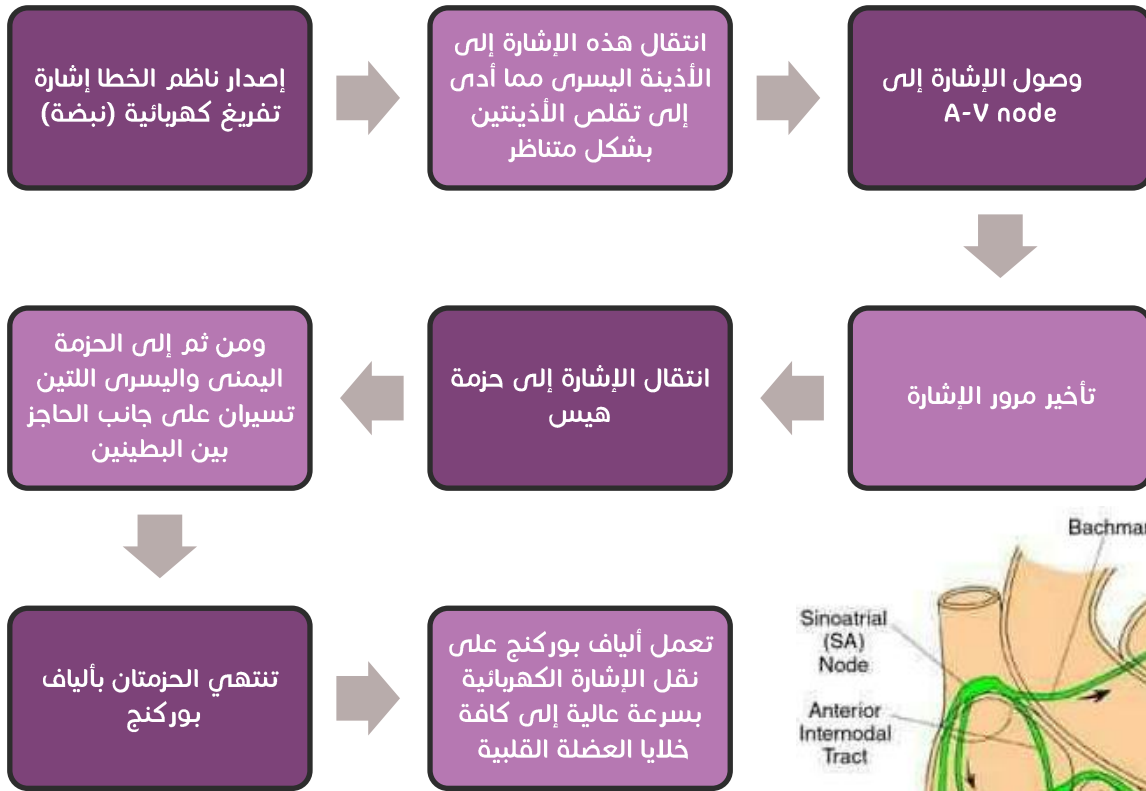 إصدار ناظم الخطا إشارة
تفريغ كهربائية (نبضة)
انتقال هذه الإشارة إلى
الأذينة اليسرى مما أدى
إلى تقلص الأذينتين
بشكل متناظر
وصول الإشارة إلى
A-V node
تأخير مرور الإشارة
انتقال الإشارة إلى حزمة
هيس
ومن ثم إلى الحزمة
اليمنى واليسرى اللتين
تسيران على جانب الحاجز
بين البطينين
تنتهي الحزمتان بألياف
بوركنج
تعمل ألياف بوركنج على
نقل الإشارة الكهربائية
بسرعة عالية إلى كافة
خلايا العضلة القلبية
Sinoatrial
(SA)
Node
Anterior
Internodal
Tract